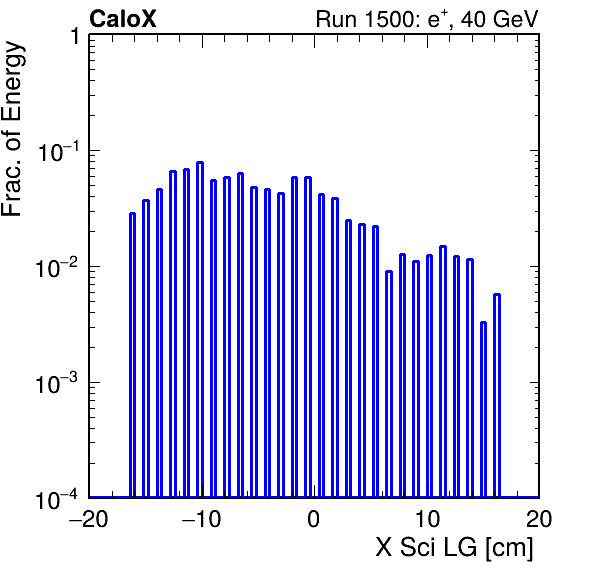 CaloX Run 1500: e⁺, 40 GeV
Frac. of Energy
1
10⁻¹
10⁻²
10⁻³
10⁻⁴
−20 −10 0 10 20
X Sci LG [cm]